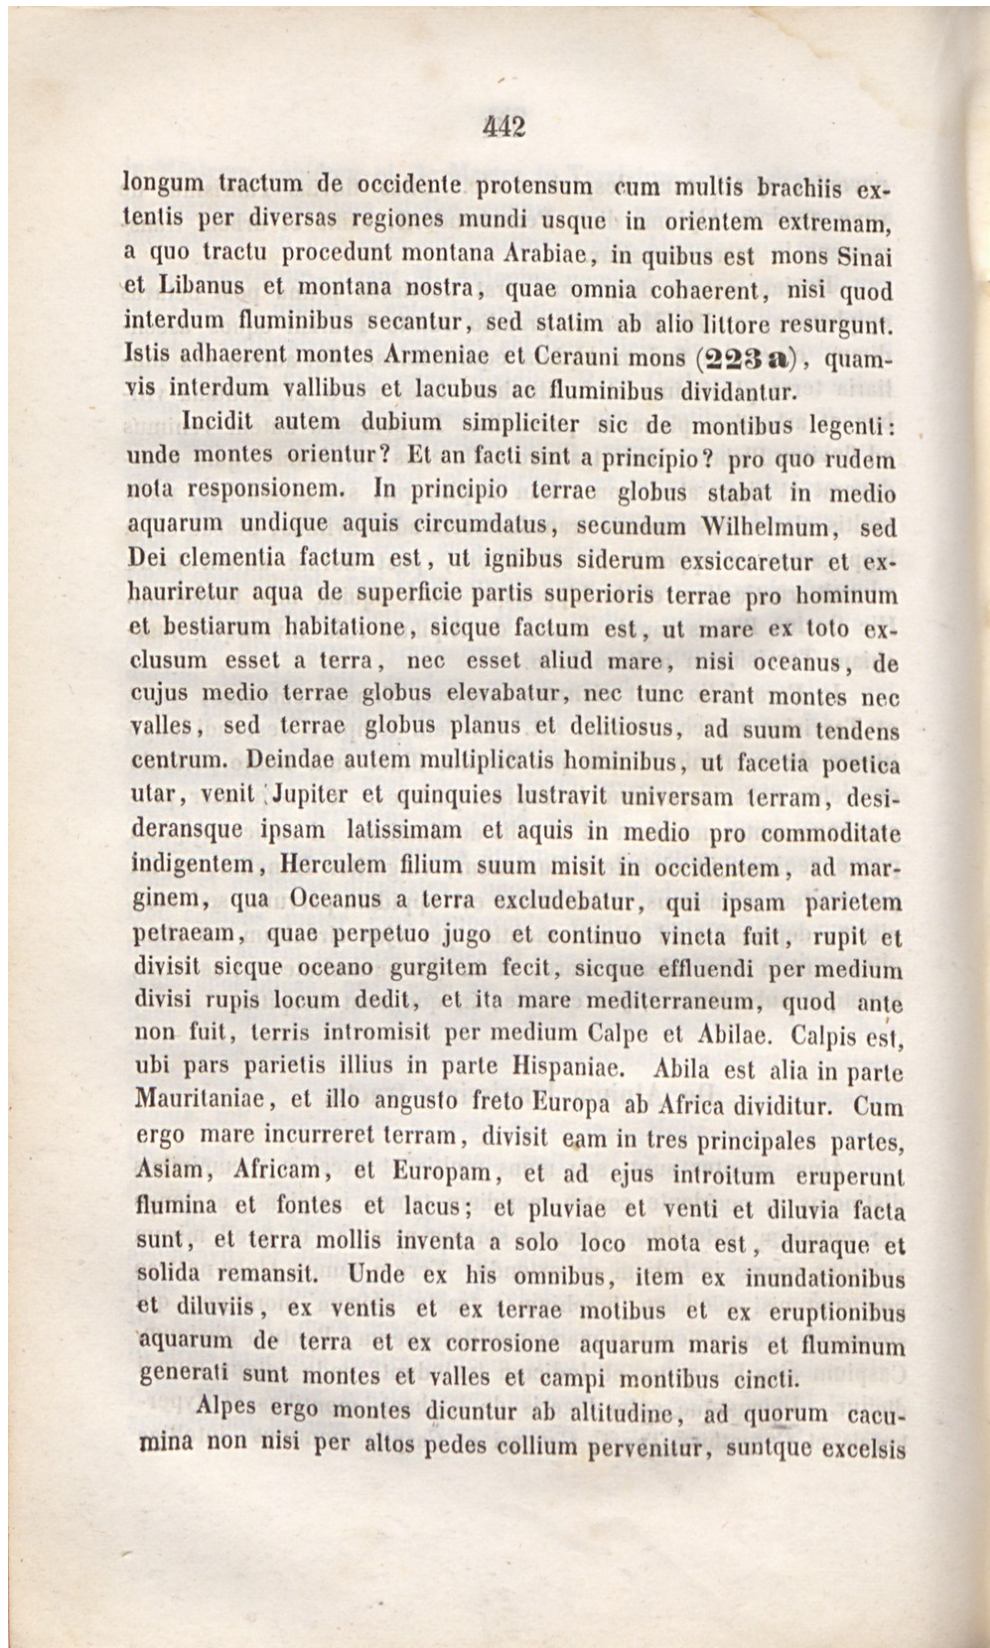 442
longum tractum de occidente protensum cum multis brachiis ex-
tentis per diversas regiones mundi usque in orientem extremam,
a quo tractu procedunt montana Arabiae, in quibus est mons Sinai
et Libanus et montana nostra, quae omnia cohaerent, nisi quod
interdum fluminibus secantur, sed statim ab alio littore resurgunt.
Istis adhaerent montes Armeniae et Cerauni mons (223 a), quam-
vis interdum vallibus et lacubus ac fluminibus dividantur.
Incidit autem dubium simpliciter sic de montibus legenti:
unde montes orientur? Et an facti sint a principio? pro quo rudem
nota responsionem. In principio terrae globus stabat in medio
aquarum undique aquis circumdatus, secundum Wilhelmum, sed
Dei clementia factum est, ut ignibus siderum exsiccaretur et ex-
hauriretur aqua de superficie partis superioris terrae pro hominum
et bestiarum habitatione, sicque factum est, ut mare ex toto ex-
clusum esset a terra, nec esset aliud mare, nisi oceanus, de
cujus medio terrae globus elevabatur, nec tunc erant montes nec
valles, sed terrae globus planus et delitiosus, ad suum tendens
centrum. Deindae autem multiplicatis hominibus, ut facetia poetica
utar, venit Jupiter et quinquies lustravit universam terram, desi-
deransque ipsam latissimam et aquis in medio pro commoditate
indigentem, Herculem filium suum misit in occidentem, ad mar-
ginem, qua Oceanus a terra excludebatur, qui ipsam parietem
petraeam, quae perpetuo jugo et continuo vincta fuit, rupit et
divisit sicque oceano gurgitem fecit, sicque effluendi per medium
divisi rupis locum dedit, et ita mare mediterraneum, quod ante
non fuit, terris intromisit per medium Calpe et Abilae. Calpis est,
ubi pars parietis illius in parte Hispaniae. Abila est alia in parte
Mauritaniae, et illo angusto freto Europa ab Africa dividitur. Cum
ergo mare incurreret terram, divisit eam in tres principales partes,
Asiam, Africam, et Europam, et ad ejus introitum eruperunt
flumina et fontes et lacus; et pluviae et venti et diluvia facta
sunt, et terra mollis inventa a solo loco mota est, duraque et
solida remansit. Unde ex his omnibus, item ex inundationibus
et diluviis, ex ventis et ex terrae motibus et ex eruptionibus
aquarum de terra et ex corrosione aquarum maris et fluminum
generati sunt montes et valles et campi montibus cincti.
Alpes ergo montes dicuntur ab altitudine, ad quorum cacu-
mina non nisi per altos pedes collium pervenitur, suntque excelsis